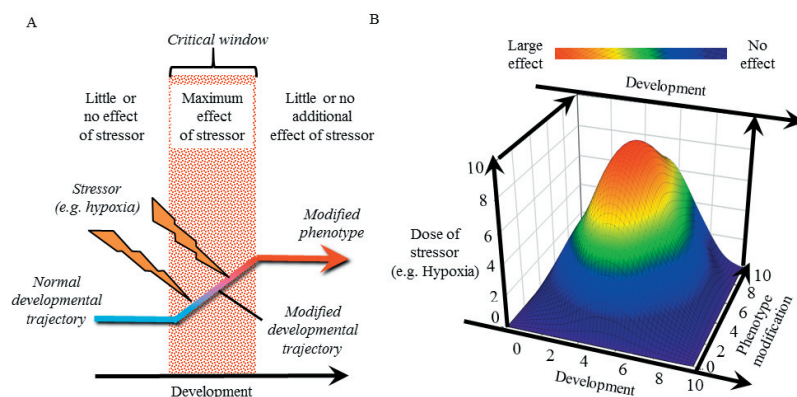 A
Critical window
Little or
no effect
of stressor
Maximum
effect
of stressor
Little or no
additional
effect of stressor
Stressor
(e.g. hypoxia)
Modified
phenotype
Normal
developmental
trajectory
Modified
developmental
trajectory
Development
B
Large
effect
No
effect
Development
10
8
6
4
2
0
Dose of
stressor
(e.g. Hypoxia)
0
2
4
6
8
10
Development
0
2
4
6
8
10
Phenotype
modification